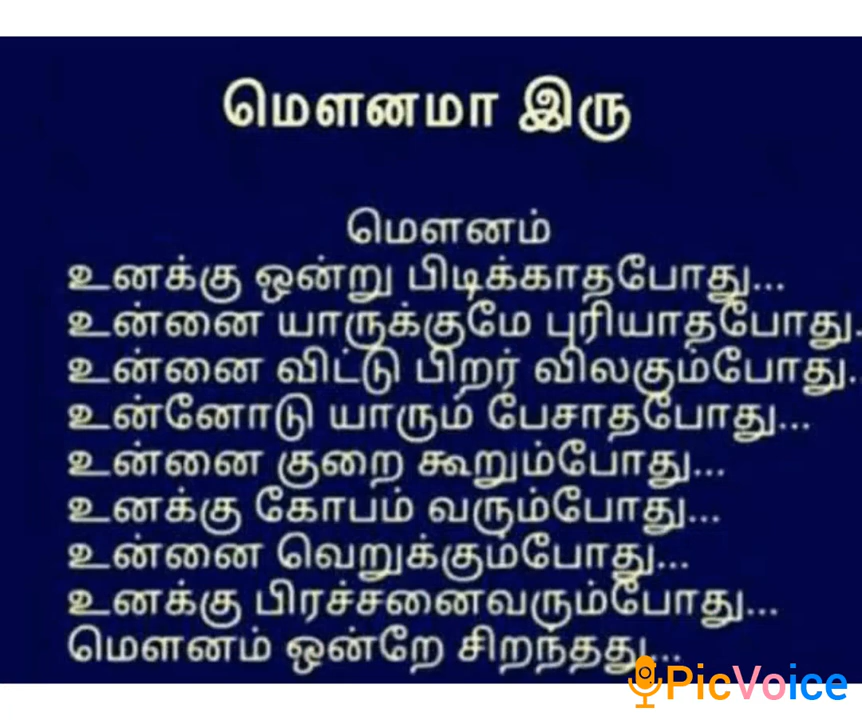 மௌனமா இரு
மௌனம்
உனக்கு ஒன்று பிடிக்காதபோது...
உன்னை யாருக்குமே புரியாதபோது.
உன்னை விட்டு பிறர் விலகும்போது.
உன்னோடு யாரும் பேசாதபோது...
உன்னை குறை கூறும்போது...
உனக்கு கோபம் வரும்போது...
உன்னை வெறுக்கும்போது...
உனக்கு பிரச்சனைவரும்போது...
மௌனம் ஒன்றே சிறந்தது...
PicVoice